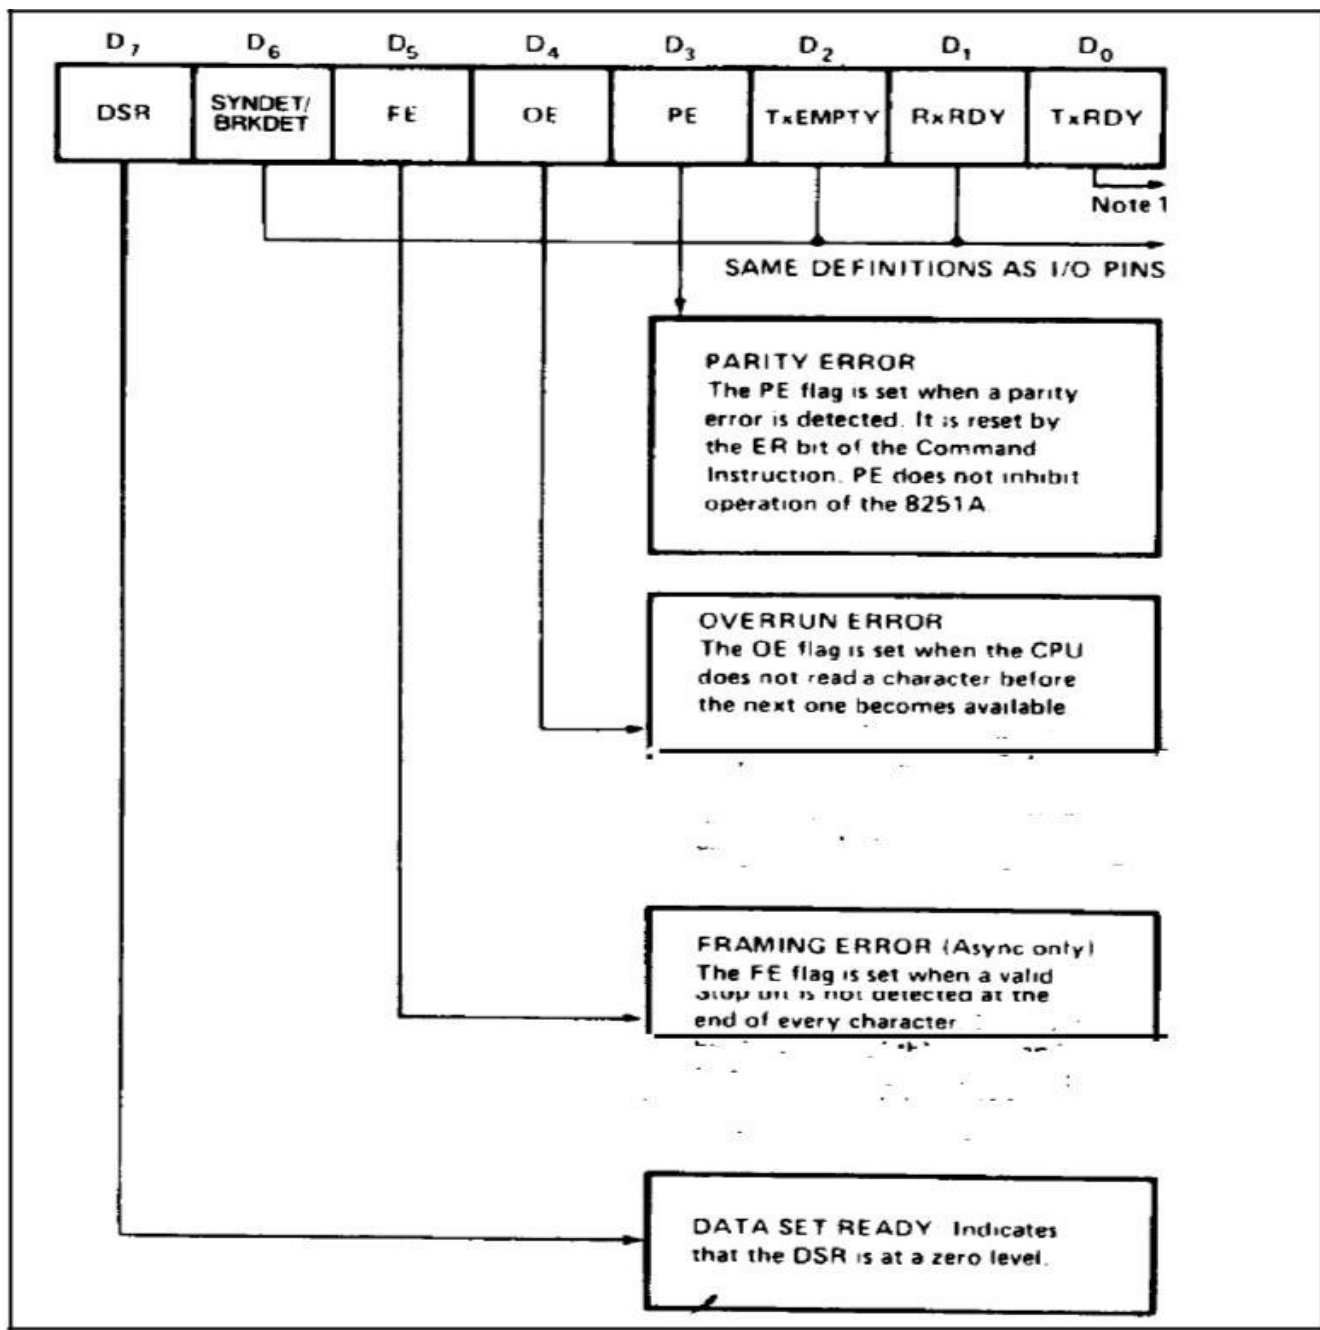 D7 D6 D5 D4 D3 D2 D1 D0
DSR SYNDET/ BRKDET FE OE PE TxEMPTY RxRDY TxRDY
Note 1
SAME DEFINITIONS AS I/O PINS
PARITY ERROR
The PE flag is set when a parity
error is detected. It is reset by
the ER bit of the Command
Instruction. PE does not inhibit
operation of the 8251A
OVERRUN ERROR
The OE flag is set when the CPU
does not read a character before
the next one becomes available
FRAMING ERROR (Async only)
The FE flag is set when a valid
Stop bit is not detected at the
end of every character
DATA SET READY Indicates
that the DSR is at a zero level.